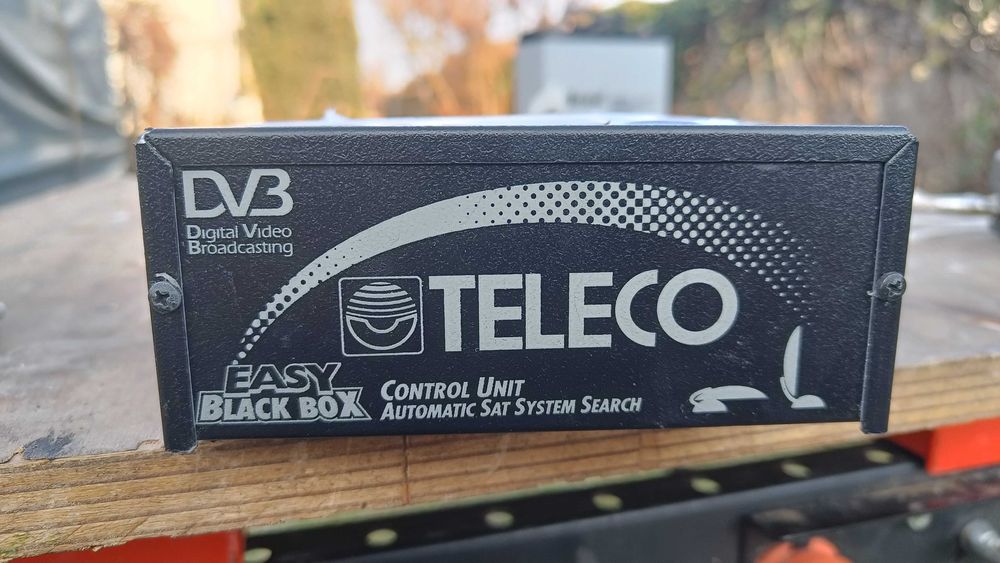 DVB
Digital Video
Broadcasting
TELECO
EASY
BLACK BOX
CONTROL UNIT
AUTOMATIC SAT SYSTEM SEARCH